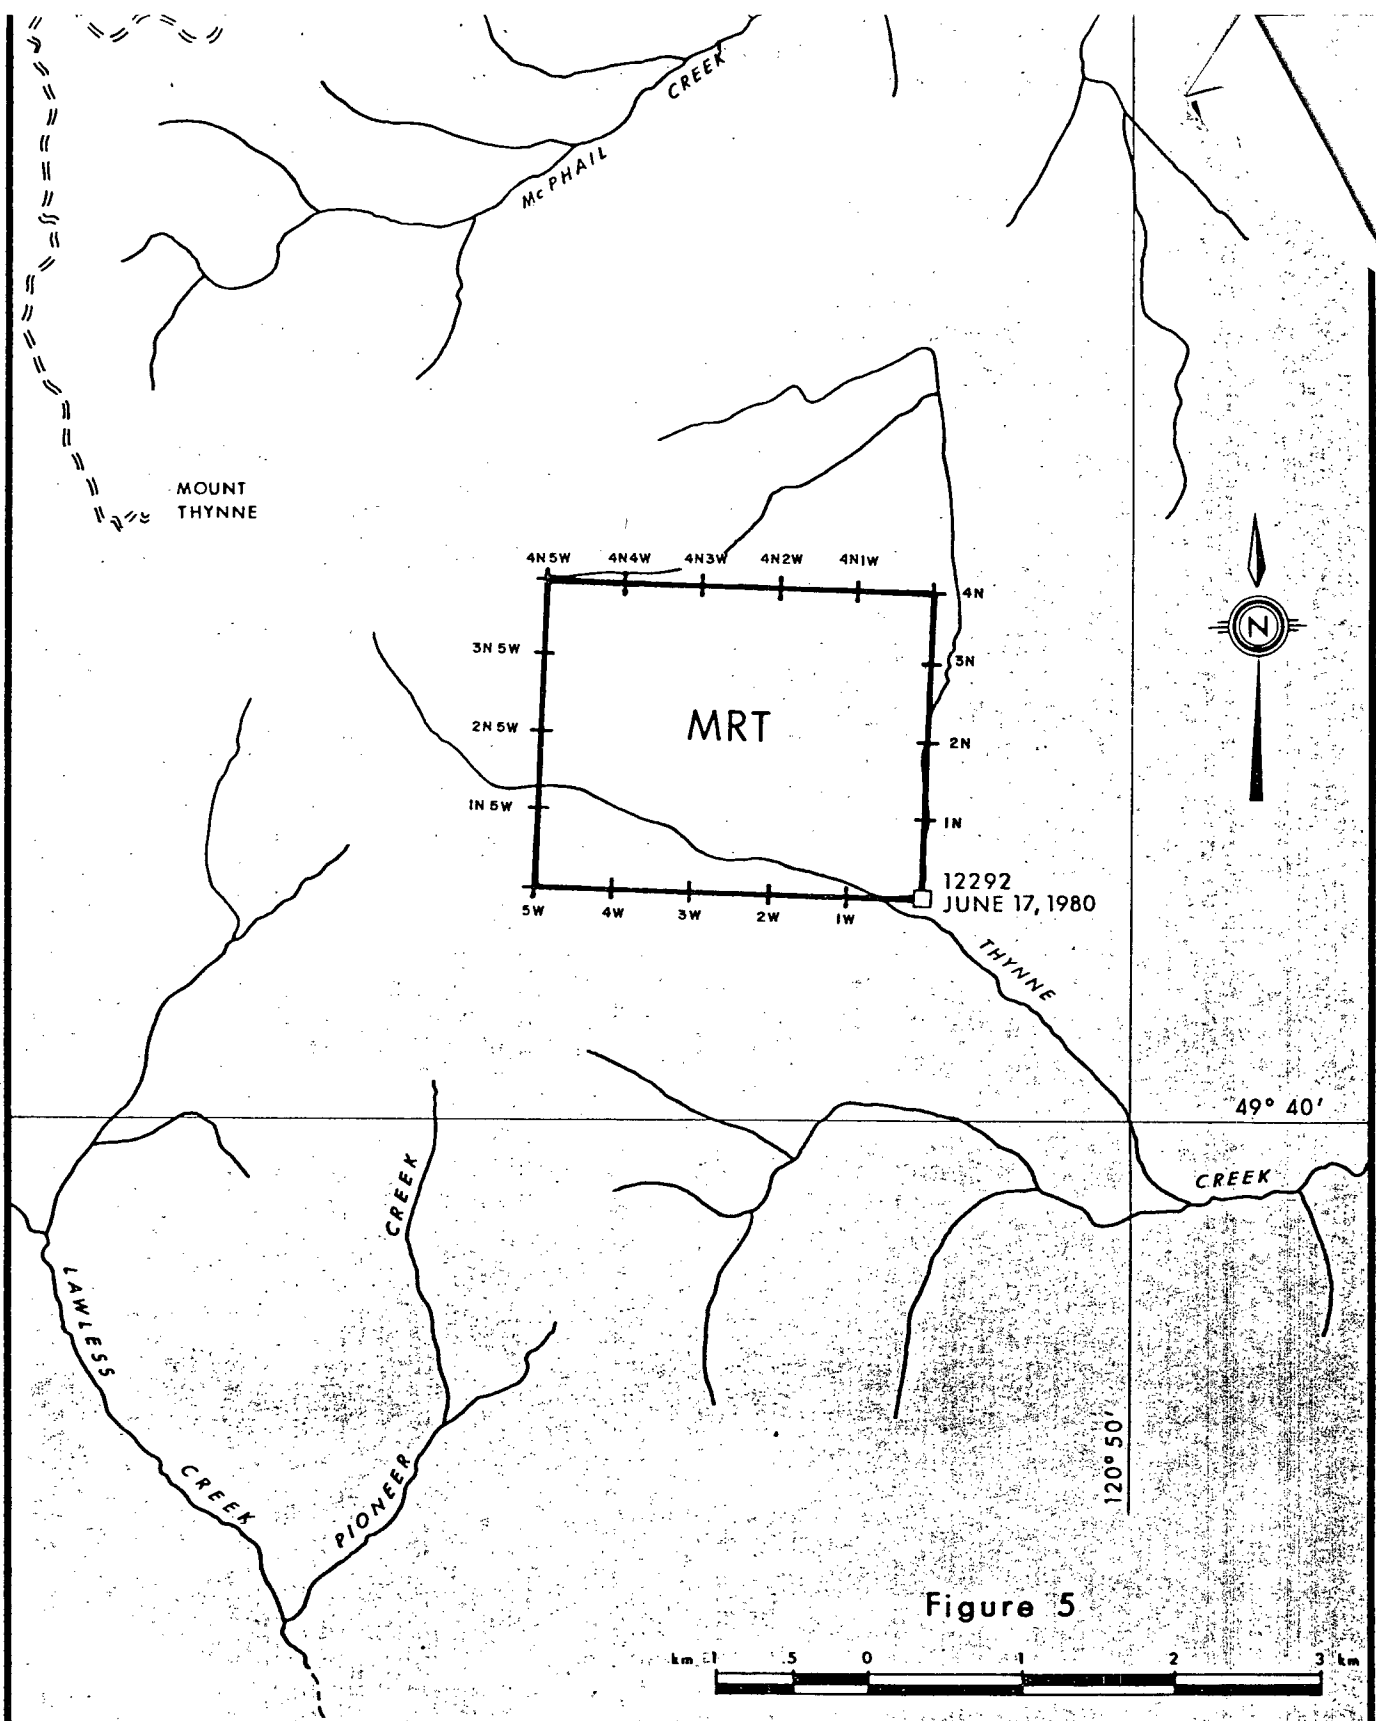 CREEK
McPHAIL
MOUNT
THYNNE
4N5W 4N4W 4N3W 4N2W 4N1W
4N
3N 5W
3N
MRT
2N 5W
2N
1N 5W
1N
12292
JUNE 17, 1980
5W 4W 3W 2W 1W
THYNNE
49° 40'
CREEK
CREEK
LAWLESS
CREEK
PIONEER
120° 50'
N
Figure 5
km 1 .5 0 1 2 3 km